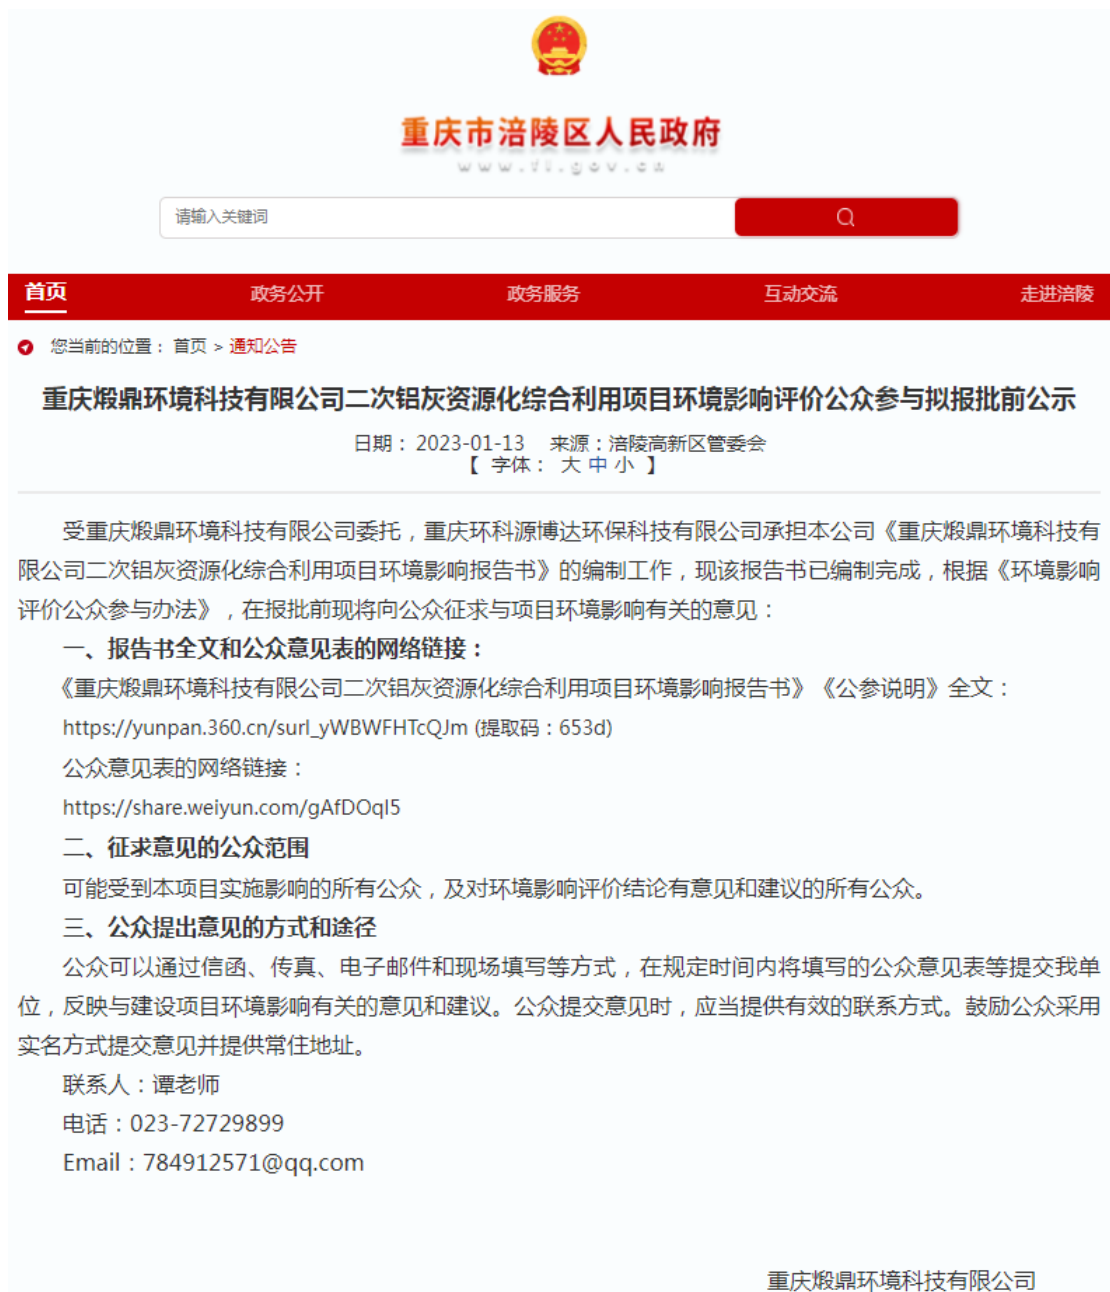 重庆市涪陵区人民政府
www.fl.gov.cn
请输入关键词
首页 政务公开 政务服务 互动交流 走进涪陵
您当前的位置： 首页 > 通知公告
重庆煅鼎环境科技有限公司二次铝灰资源化综合利用项目环境影响评价公众参与拟报批前公示
日期： 2023-01-13 来源：涪陵高新区管委会
【 字体： 大 中 小 】
受重庆煅鼎环境科技有限公司委托，重庆环科源博达环保科技有限公司承担本公司《重庆煅鼎环境科技有
限公司二次铝灰资源化综合利用项目环境影响报告书》的编制工作，现该报告书已编制完成，根据《环境影响
评价公众参与办法》，在报批前现将向公众征求与项目环境影响有关的意见：
一、报告书全文和公众意见表的网络链接：
《重庆煅鼎环境科技有限公司二次铝灰资源化综合利用项目环境影响报告书》《公参说明》全文：
https://yunpan.360.cn/surl_yWBWFHTcQJm (提取码：653d)
公众意见表的网络链接：
https://share.weiyun.com/gAfDOqI5
二、征求意见的公众范围
可能受到本项目实施影响的所有公众，及对环境影响评价结论有意见和建议的所有公众。
三、公众提出意见的方式和途径
公众可以通过信函、传真、电子邮件和现场填写等方式，在规定时间内将填写的公众意见表等提交我单
位，反映与建设项目环境影响有关的意见和建议。公众提交意见时，应当提供有效的联系方式。鼓励公众采用
实名方式提交意见并提供常住地址。
联系人：谭老师
电话：023-72729899
Email：784912571@qq.com
重庆煅鼎环境科技有限公司